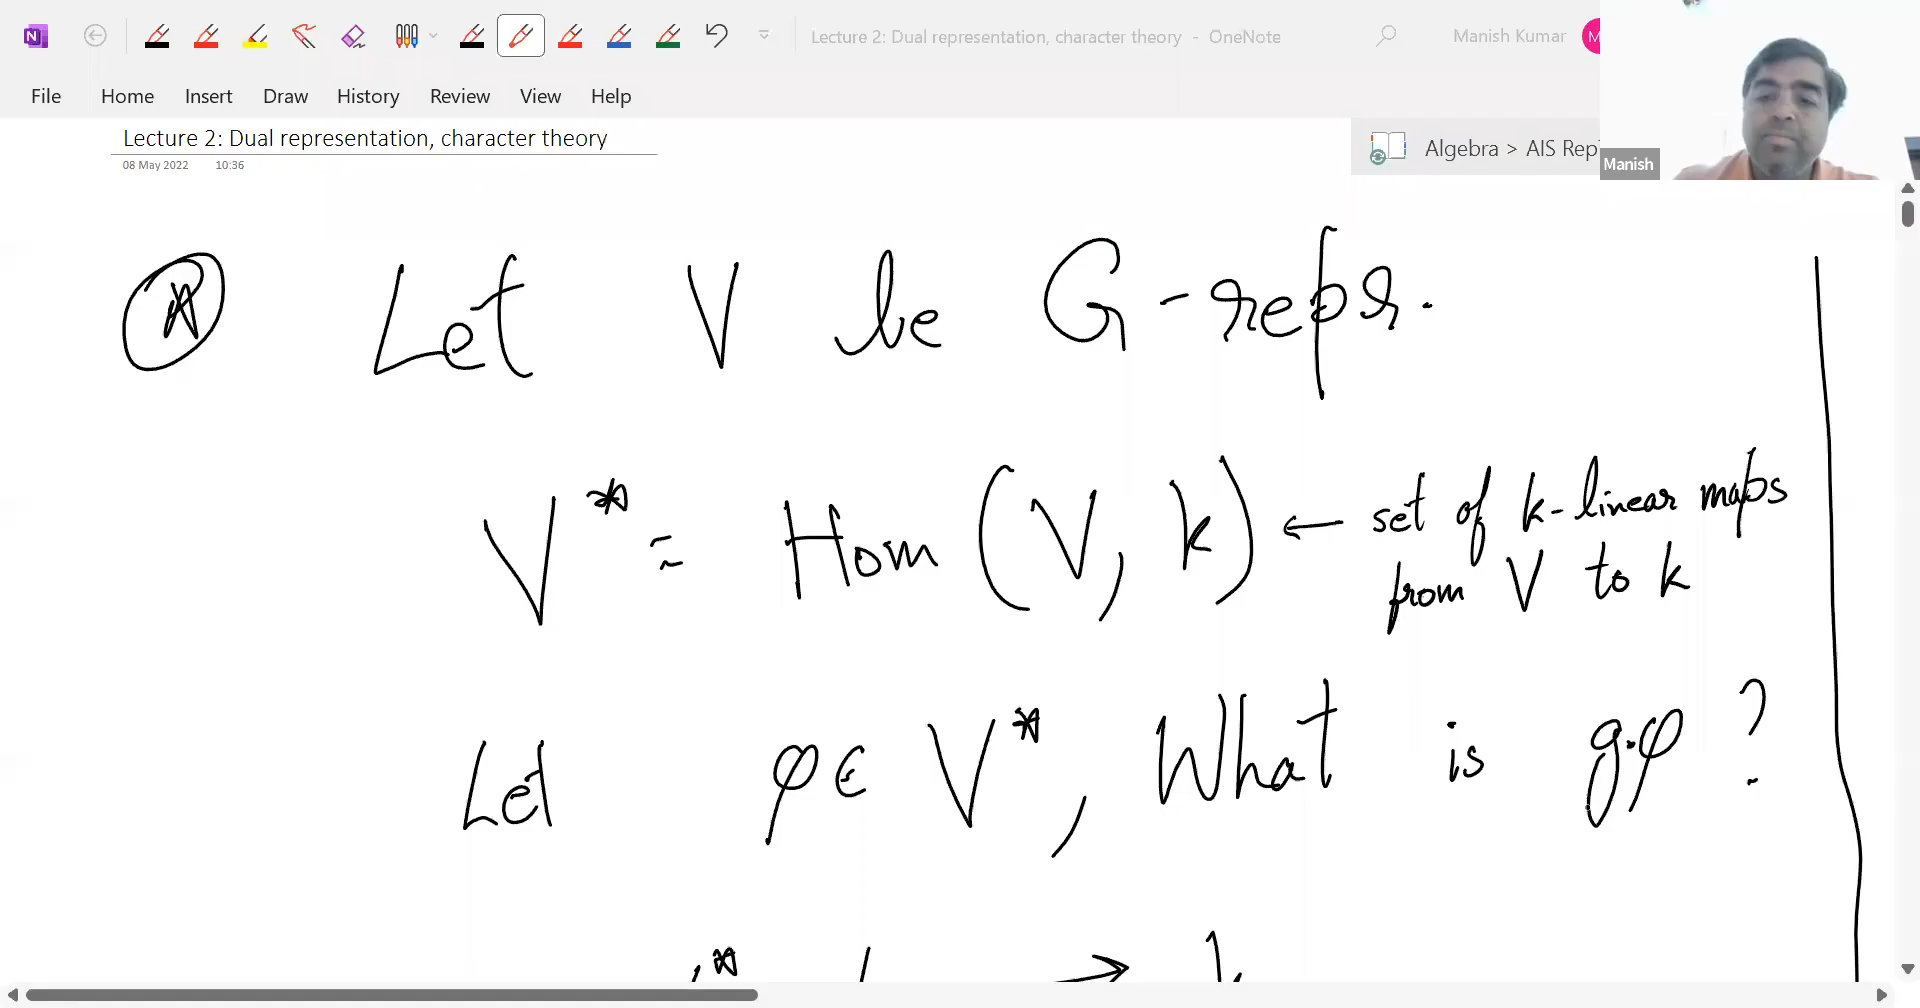 Lecture 2: Dual representation, character theory - OneNote
Manish Kumar
M
File Home Insert Draw History Review View Help
Lecture 2: Dual representation, character theory
08 May 2022 10:36
Algebra > AIS Rep
Manish
Let V be G-repr.
V* = Hom (V, k) ← set of k-linear maps
from V to k
Let φ ∈ V*, What is g.φ ?